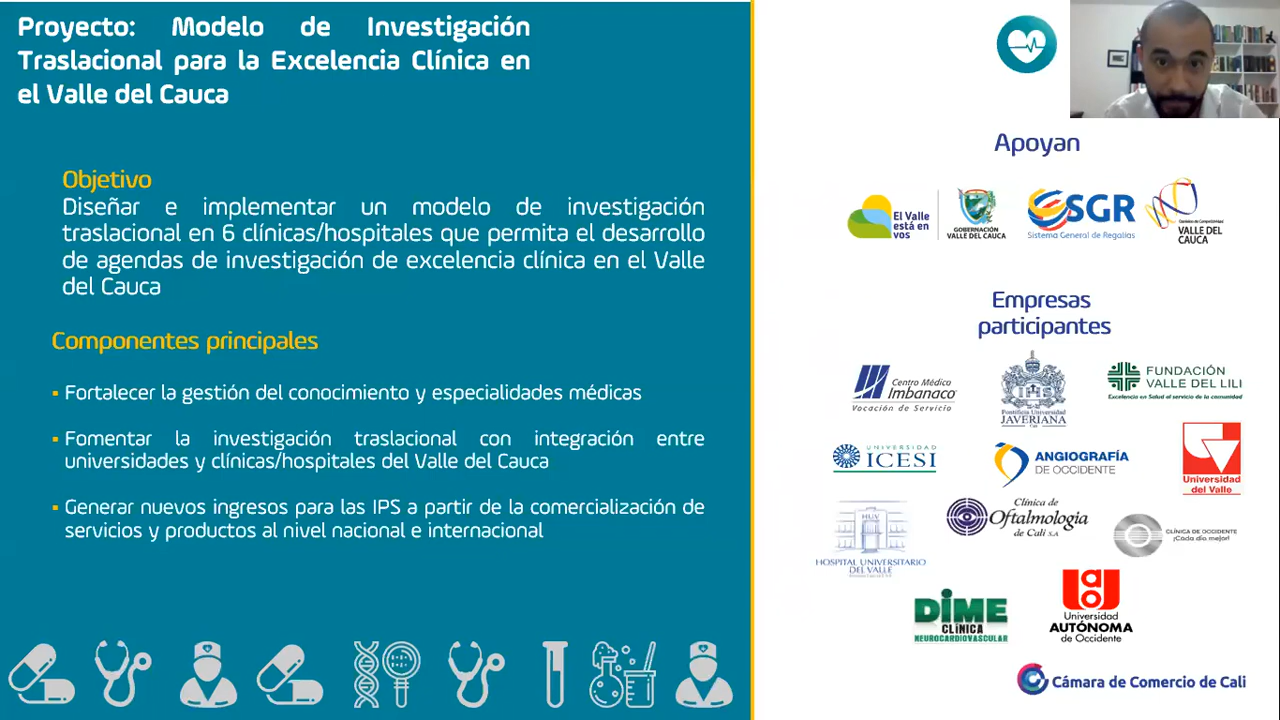 Proyecto: Modelo de Investigación
Traslacional para la Excelencia Clínica en
el Valle del Cauca
Objetivo
Diseñar e implementar un modelo de investigación
traslacional en 6 clínicas/hospitales que permita el desarrollo
de agendas de investigación de excelencia clínica en el Valle
del Cauca
Componentes principales
▪ Fortalecer la gestión del conocimiento y especialidades médicas
▪ Fomentar la investigación traslacional con integración entre
universidades y clínicas/hospitales del Valle del Cauca
▪ Generar nuevos ingresos para las IPS a partir de la comercialización de
servicios y productos al nivel nacional e internacional
Apoyan
El Valle
está en
vos
GOBERNACIÓN
VALLE DEL CAUCA
SGR
Sistema General de Regalías
VALLE DEL
CAUCA
Empresas
participantes
Centro Médico
Imbanaco
Vocación de Servicio
Pontificia Universidad
JAVERIANA
Cali
FUNDACIÓN
VALLE DEL LILI
Excelencia en Salud al servicio de la comunidad
UNIVERSIDAD
ICESI
ANGIOGRAFÍA
DE OCCIDENTE
Universidad
del Valle
HUV
HOSPITAL UNIVERSITARIO
DEL VALLE
Clínica de
Oftalmología
de Cali S.A
CLÍNICA DE OCCIDENTE
¡Cada día mejor!
DIME
CLÍNICA
NEUROCARDIOVASCULAR
uao
Universidad
AUTÓNOMA
de Occidente
Cámara de Comercio de Cali